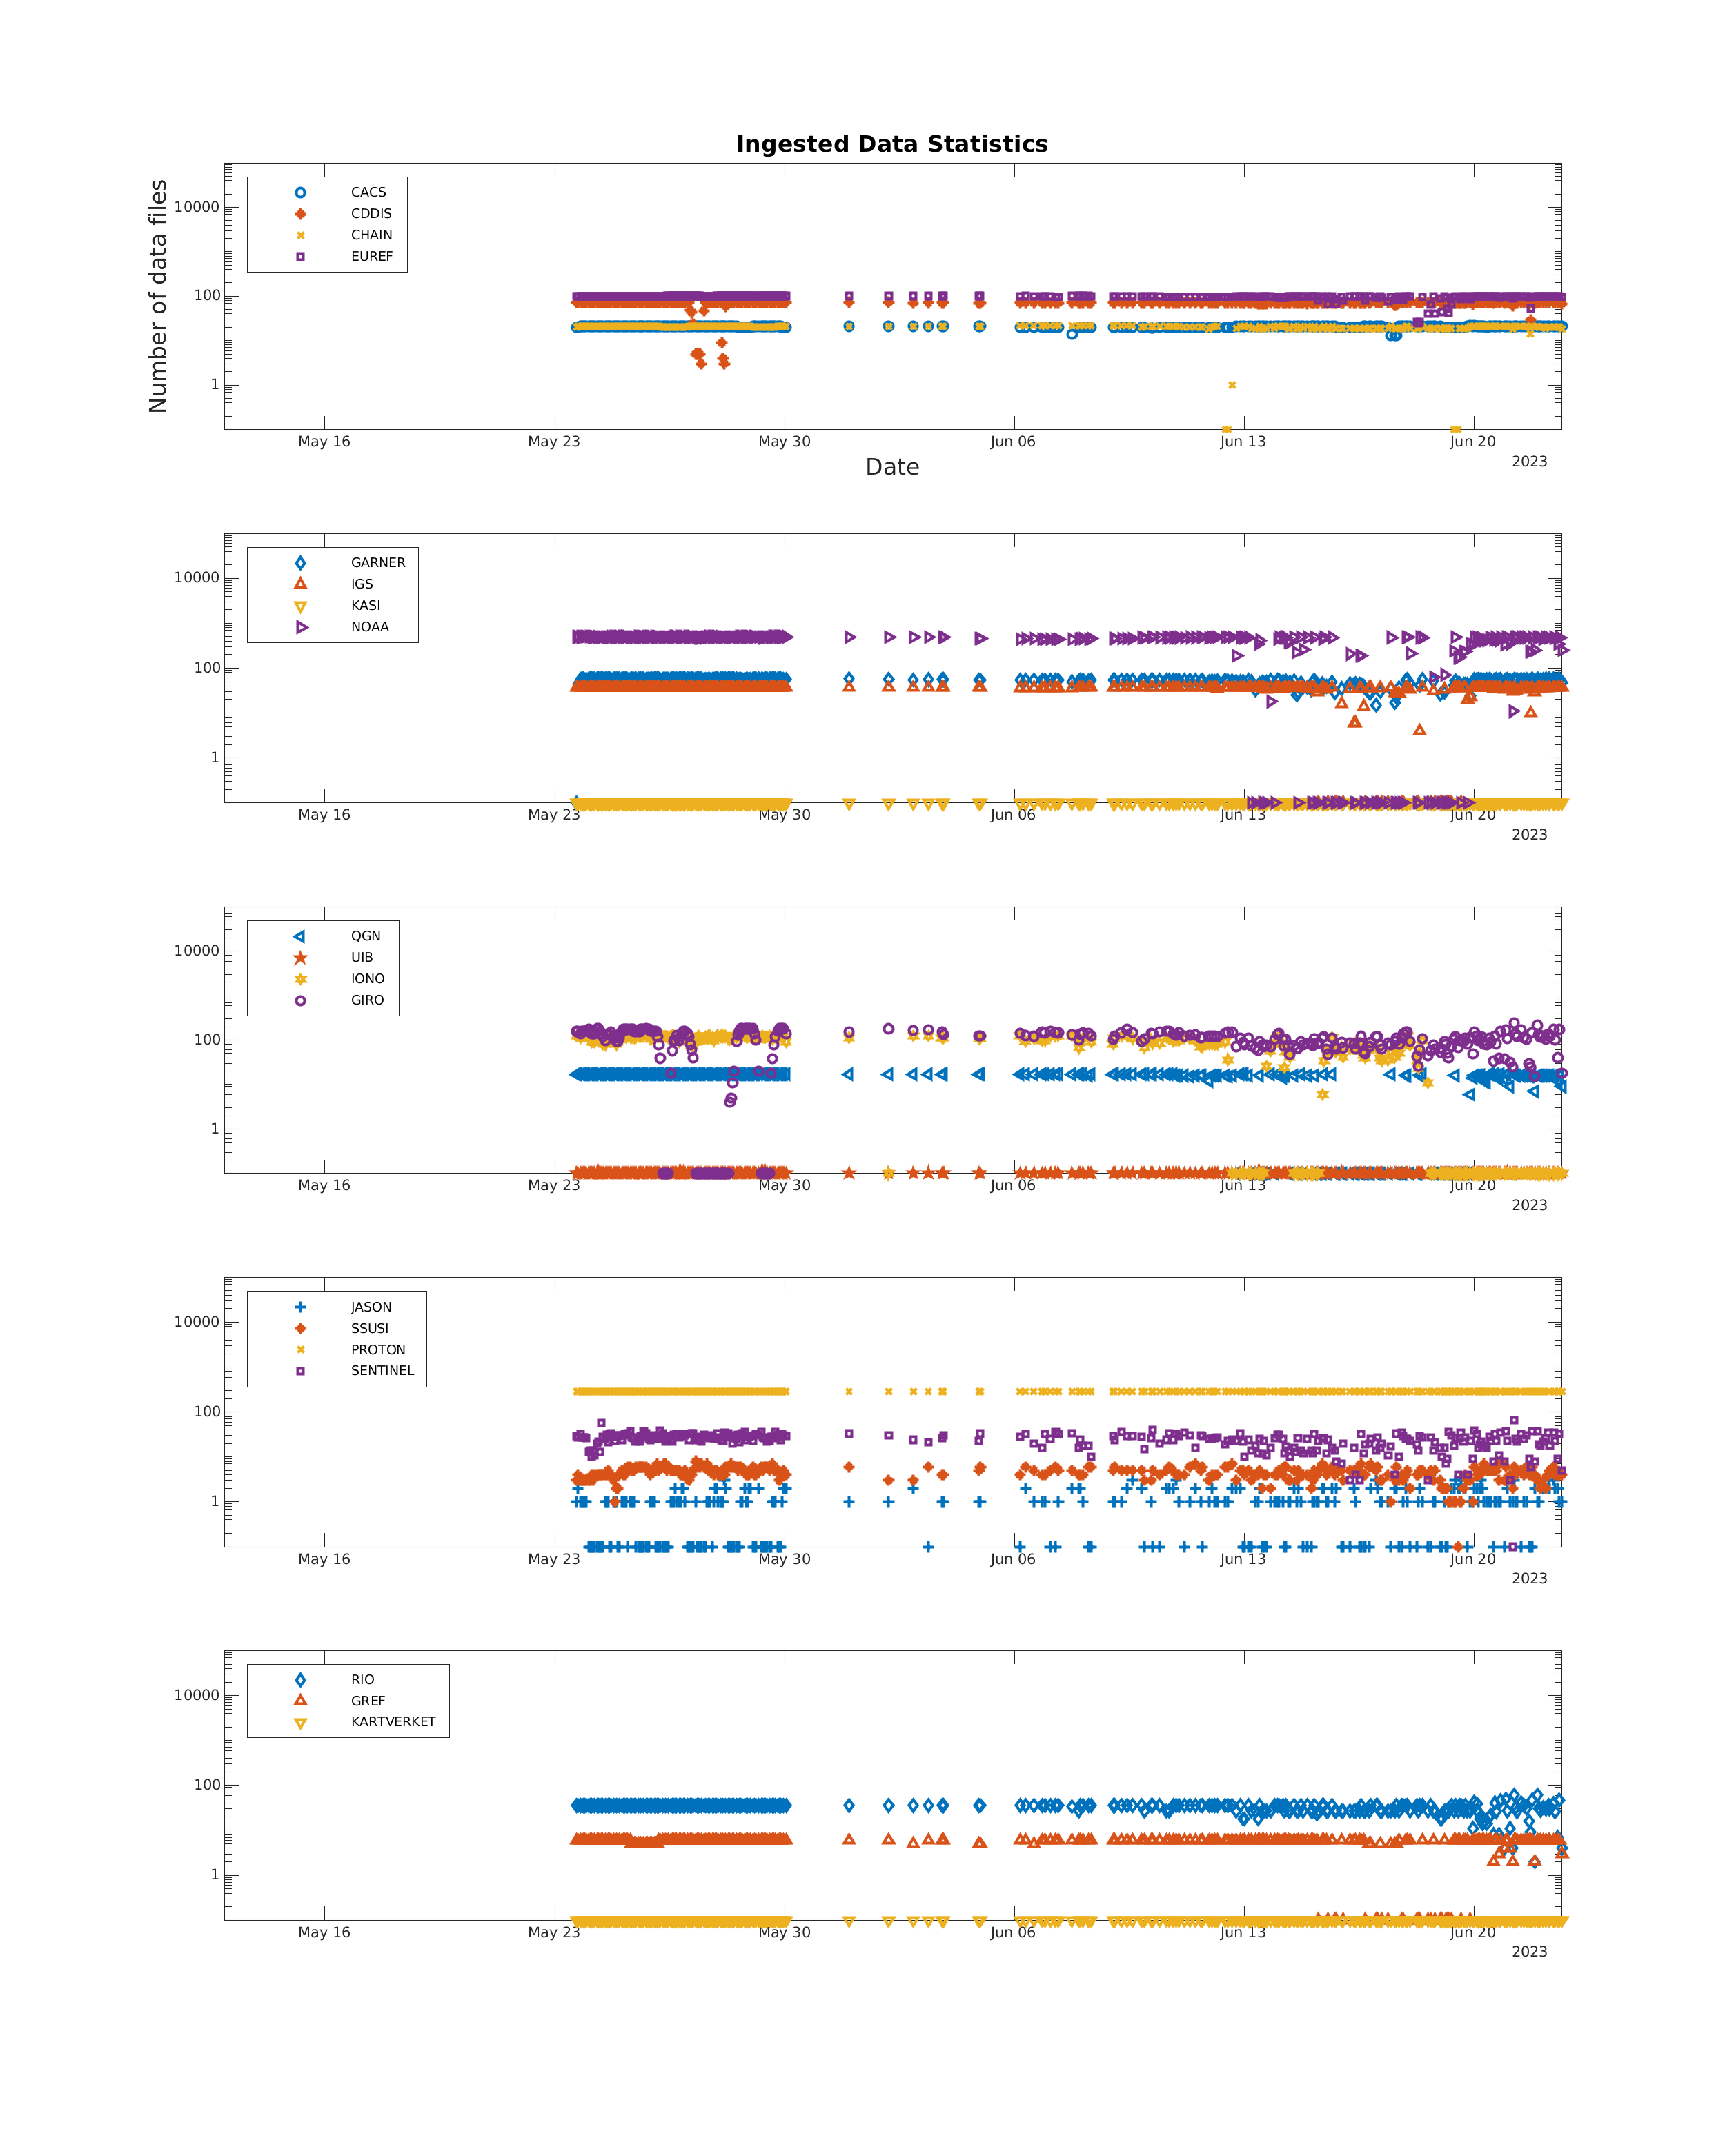 Ingested Data Statistics
Number of data files
CACS
CDDIS
CHAIN
EUREF
10000
100
1
May 16 May 23 May 30 Jun 06 Jun 13 Jun 20
2023
Date
GARNER
IGS
KASI
NOAA
10000
100
1
May 16 May 23 May 30 Jun 06 Jun 13 Jun 20
2023
QGN
UIB
IONO
GIRO
10000
100
1
May 16 May 23 May 30 Jun 06 Jun 13 Jun 20
2023
JASON
SSUSI
PROTON
SENTINEL
10000
100
1
May 16 May 23 May 30 Jun 06 Jun 13 Jun 20
2023
RIO
GREF
KARTVERKET
10000
100
1
May 16 May 23 May 30 Jun 06 Jun 13 Jun 20
2023